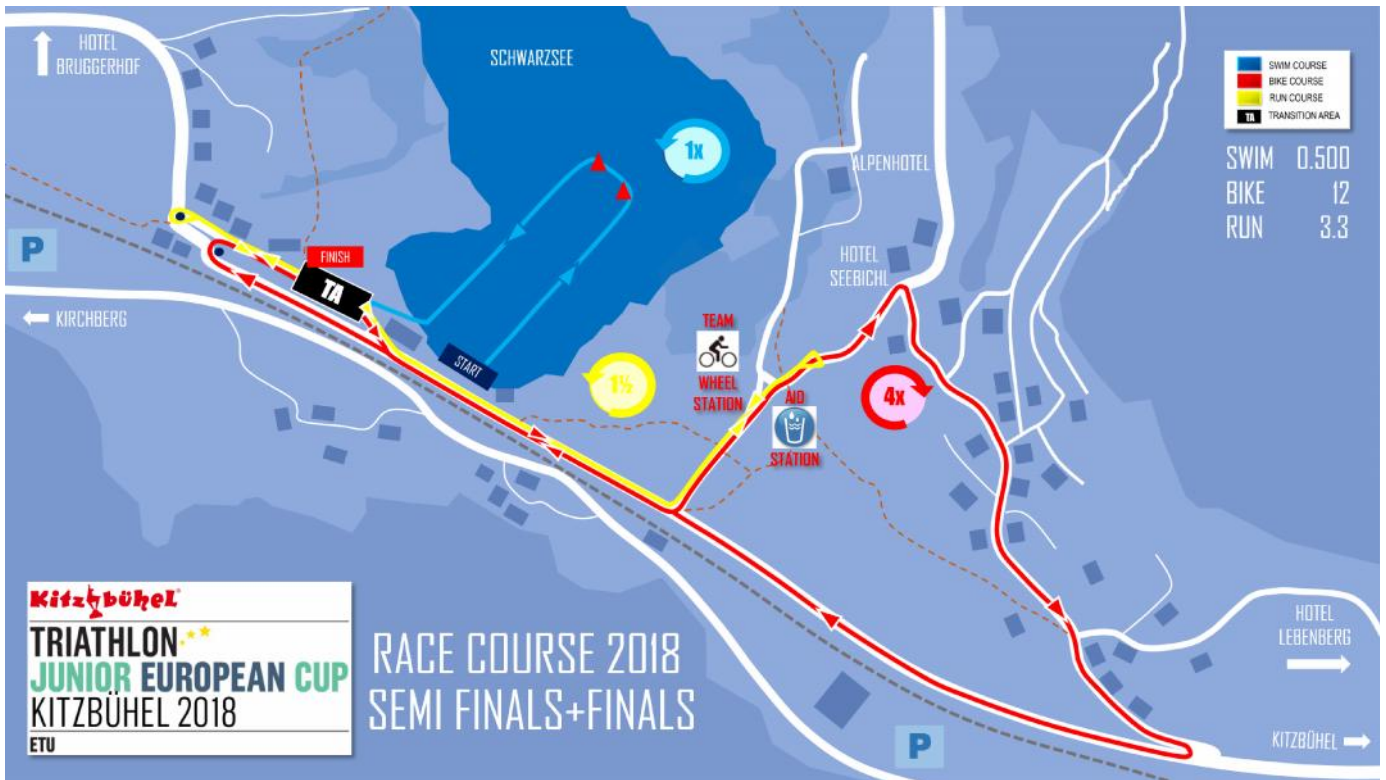 HOTEL
BRUGGERHOF
SCHWARZSEE
1x
SWIM COURSE
BIKE COURSE
RUN COURSE
TA TRANSITION AREA
SWIM 0.500
BIKE 12
RUN 3.3
ALPENHOTEL
HOTEL
SEEBICHL
P
FINISH
TA
KIRCHBERG
START
TEAM
WHEEL
STATION
1½
AID
STATION
4x
Kitzbühel®
TRIATHLON
JUNIOR EUROPEAN CUP
KITZBÜHEL 2018
ETU
RACE COURSE 2018
SEMI FINALS+FINALS
HOTEL
LEBENBERG
P
KITZBÜHEL